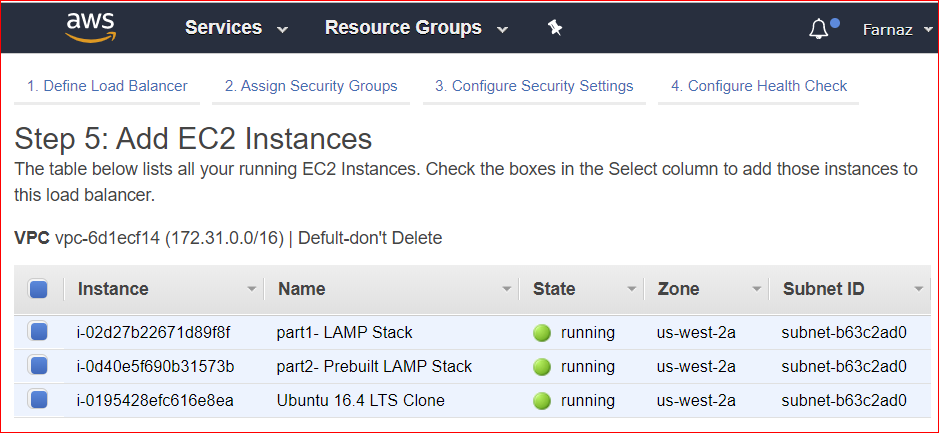 aws Services Resource Groups Farnaz
1. Define Load Balancer 2. Assign Security Groups 3. Configure Security Settings 4. Configure Health Check
Step 5: Add EC2 Instances
The table below lists all your running EC2 Instances. Check the boxes in the Select column to add those instances to
this load balancer.
VPC vpc-6d1ecf14 (172.31.0.0/16) | Defult-don't Delete
Instance Name State Zone Subnet ID
i-02d27b22671d89f8f part1- LAMP Stack running us-west-2a subnet-b63c2ad0
i-0d40e5f690b31573b part2- Prebuilt LAMP Stack running us-west-2a subnet-b63c2ad0
i-0195428efc616e8ea Ubuntu 16.4 LTS Clone running us-west-2a subnet-b63c2ad0